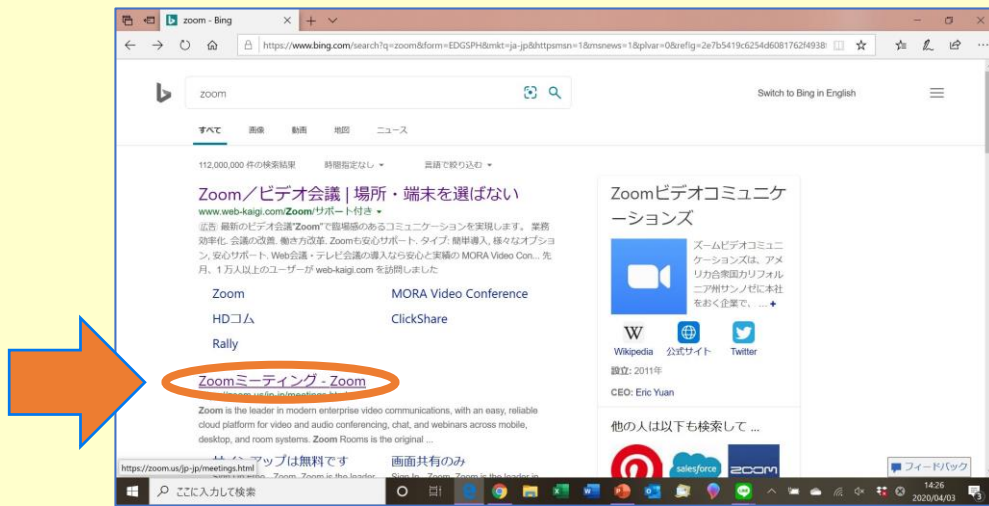 zoom - Bing
https://www.bing.com/search?q=zoom&form=EDGSPH&mkt=ja-jp&httpsmsn=1&msnews=1&plvar=0&refig=2e7b5419c6254d6081762f4938
zoom
Switch to Bing in English
すべて 画像 動画 地図 ニュース
112,000,000 件の検索結果 時間指定なし 言語で絞り込む
Zoom／ビデオ会議 | 場所・端末を選ばない
www.web-kaigi.com/Zoom/サポート付き
広告 最新のビデオ会議"Zoom"で臨場感のあるコミュニケーションを実現します。 業務
効率化. 会議の改善. 働き方改革. Zoomも安心サポート. タイプ: 簡単導入, 様々なオプショ
ン, 安心サポート. Web会議・テレビ会議の導入なら安心と実績の MORA Video Con... 先
月、1 万人以上のユーザーが web-kaigi.com を訪問しました
Zoom MORA Video Conference
HDコム ClickShare
Rally
Zoomミーティング - Zoom
Zoom is the leader in modern enterprise video communications, with an easy, reliable
cloud platform for video and audio conferencing, chat, and webinars across mobile,
desktop, and room systems. Zoom Rooms is the original ...
サインアップは無料です 画面共有のみ
https://zoom.us/jp-jp/meetings.html
Zoomビデオコミュニケ
ーションズ
ズームビデオコミュニ
ケーションズは、アメ
リカ合衆国カリフォル
ニア州サンノゼに本社
をおく企業で、 ... +
W
Wikipedia 公式サイト Twitter
設立: 2011年
CEO: Eric Yuan
他の人は以下も検索して ...
salesforce
zoom
フィードバック
ここに入力して検索
14:26
2020/04/03